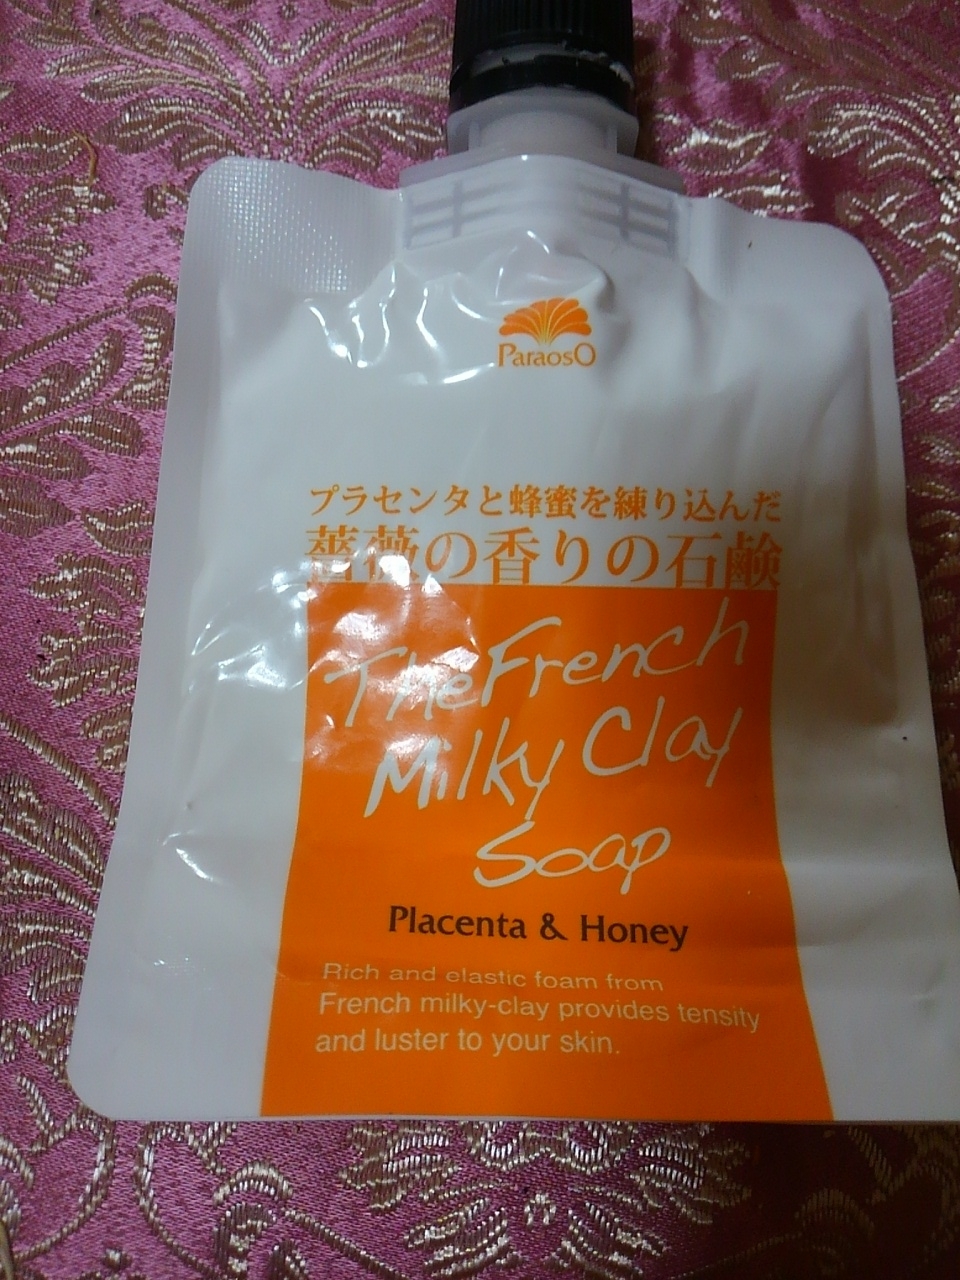 ParaosO
プラセンタと蜂蜜を練り込んだ
薔薇の香りの石鹸
The French
Milky Clay
Soap
Placenta & Honey
Rich and elastic foam from
French milky-clay provides tensity
and luster to your skin.